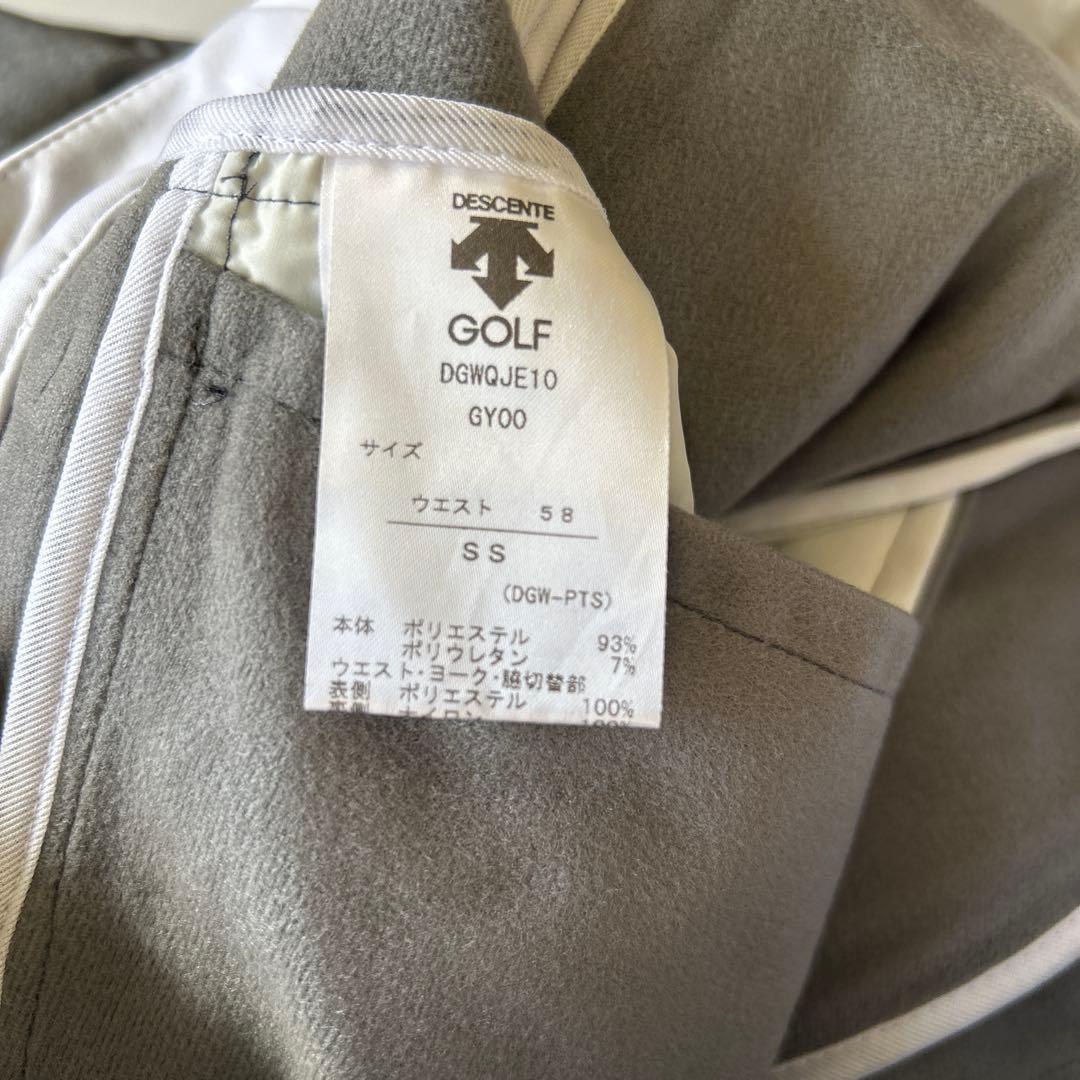 DESCENTE
GOLF
DGWQJE10
GY00
サイズ
ウエスト 58
SS
(DGW-PTS)
本体 ポリエステル 93%
ポリウレタン 7%
ウエスト・ヨーク・脇切替部
表側 ポリエステル 100%